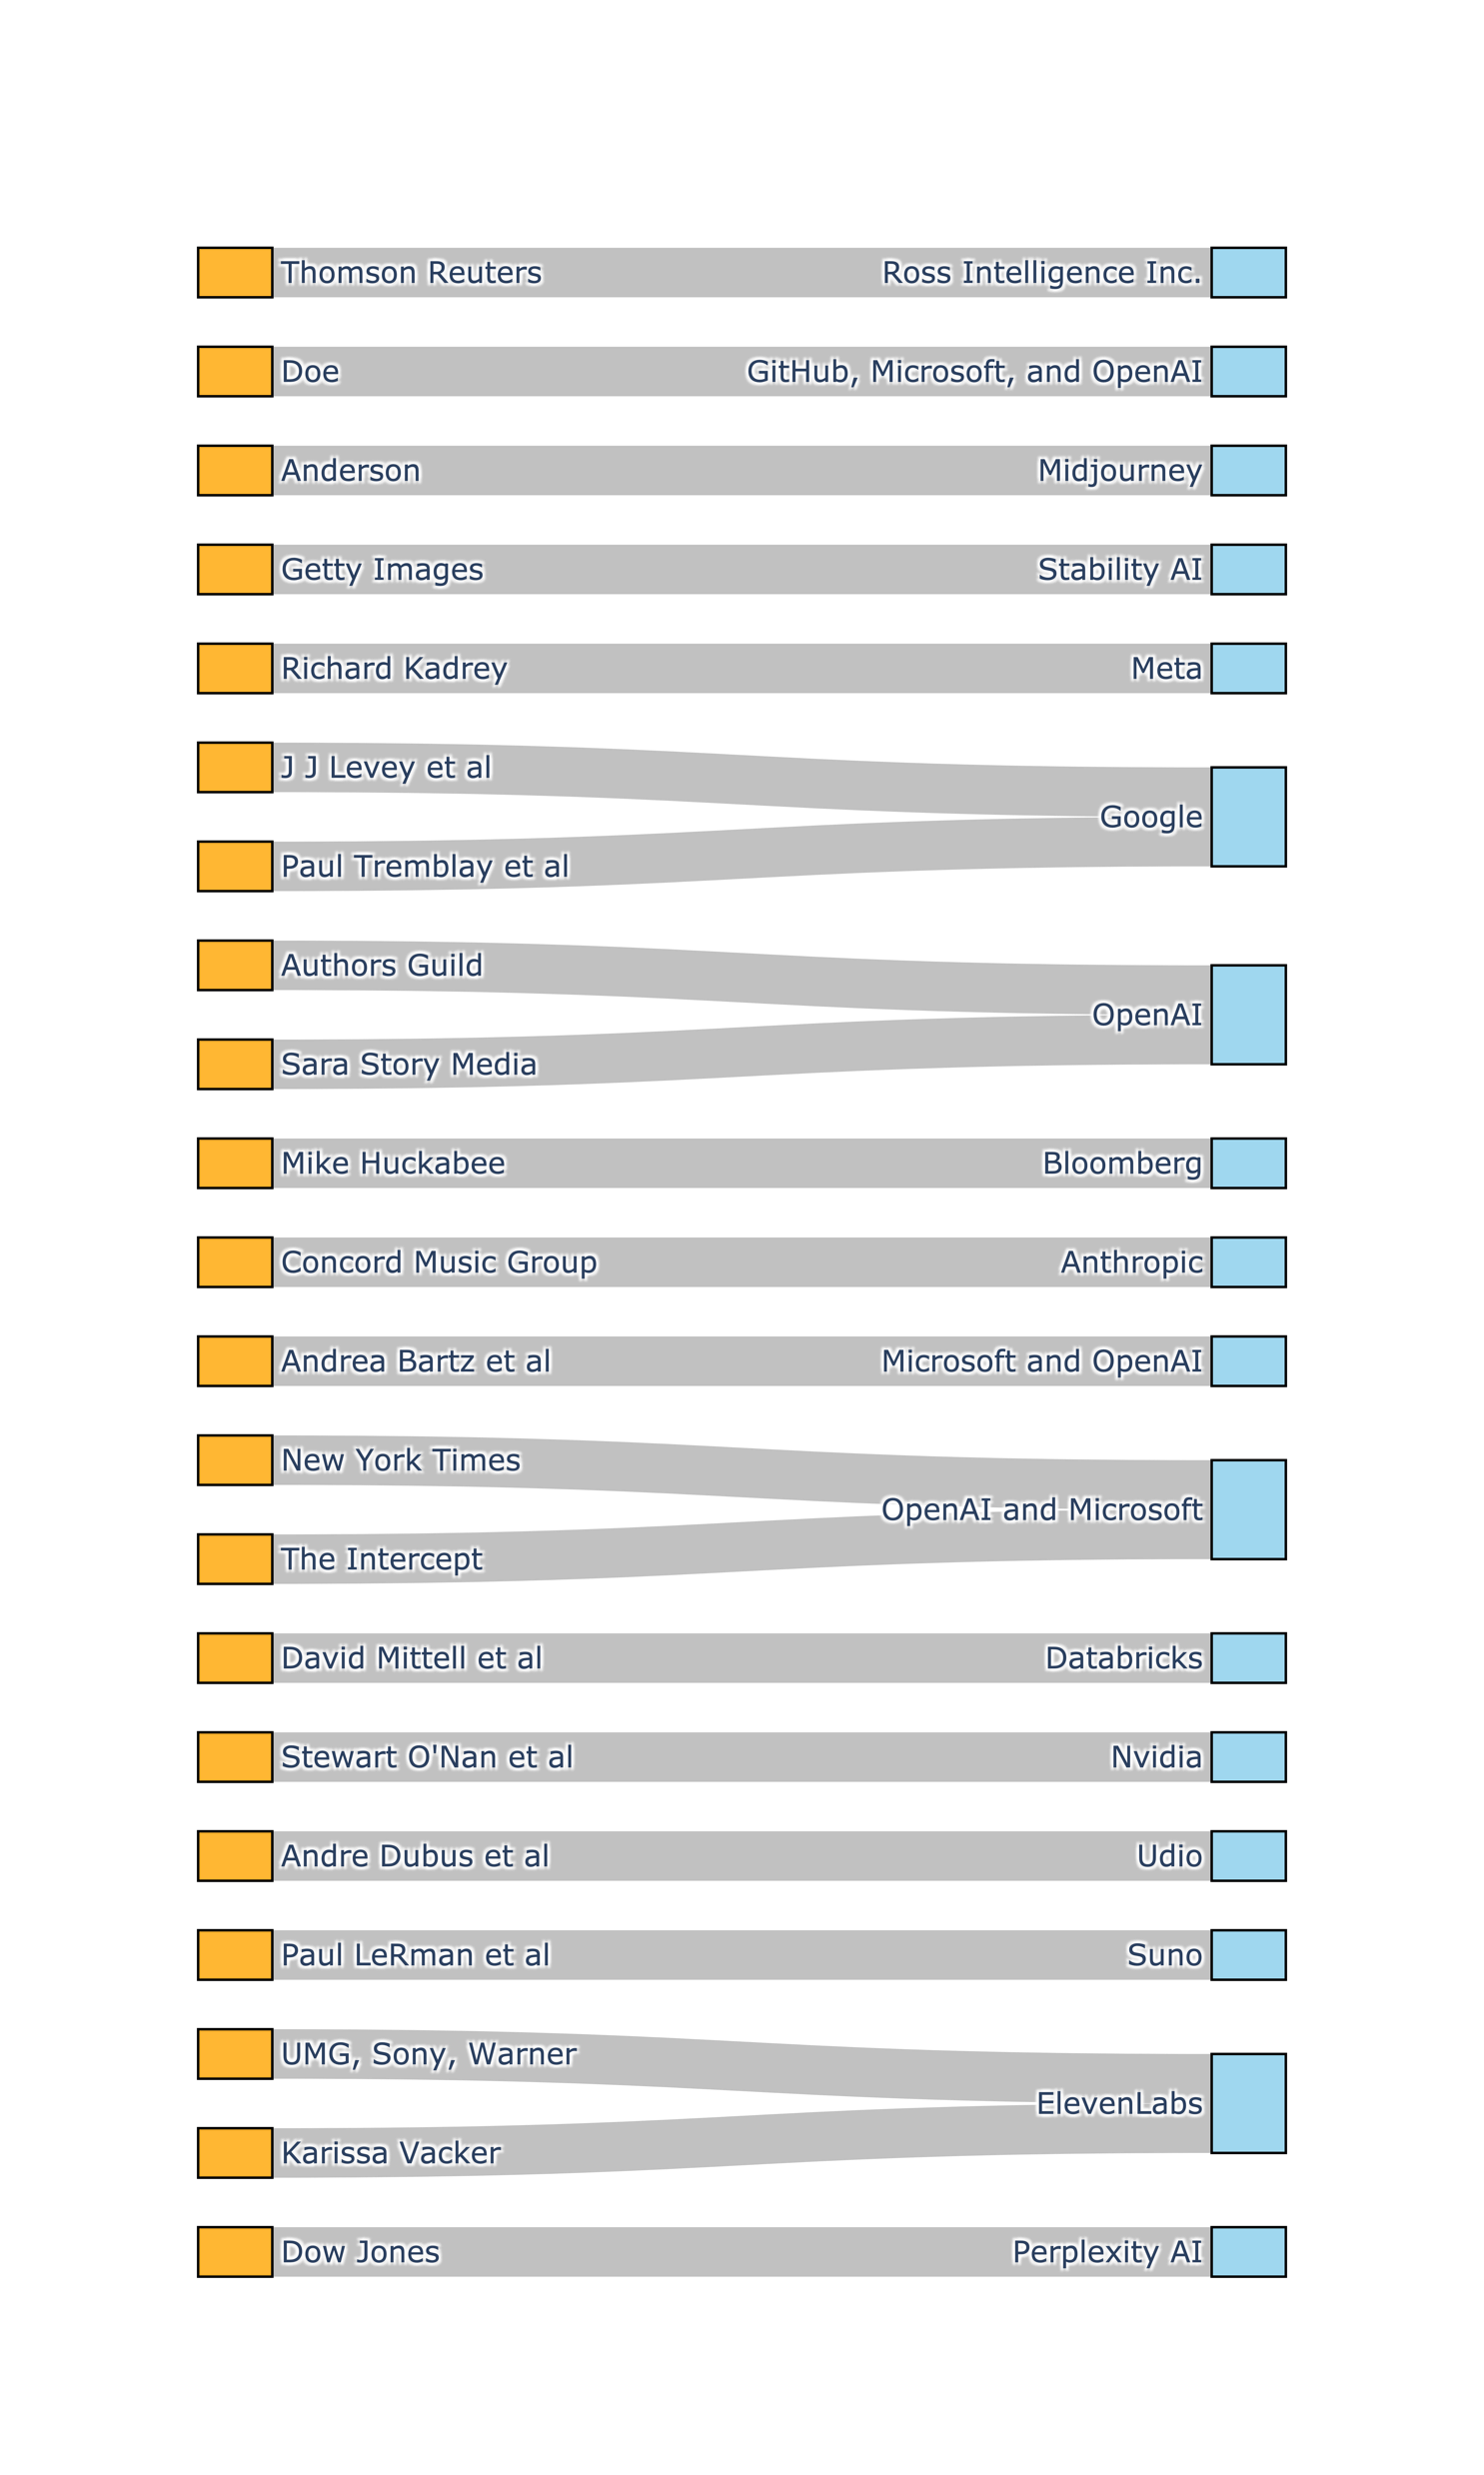 Thomson Reuters
Ross Intelligence Inc.
Doe
GitHub, Microsoft, and OpenAI
Anderson
Midjourney
Getty Images
Stability AI
Richard Kadrey
Meta
J J Levey et al
Google
Paul Tremblay et al
Authors Guild
OpenAI
Sara Story Media
Mike Huckabee
Bloomberg
Concord Music Group
Anthropic
Andrea Bartz et al
Microsoft and OpenAI
New York Times
OpenAI and Microsoft
The Intercept
David Mittell et al
Databricks
Stewart O'Nan et al
Nvidia
Andre Dubus et al
Udio
Paul LeRman et al
Suno
UMG, Sony, Warner
ElevenLabs
Karissa Vacker
Dow Jones
Perplexity AI